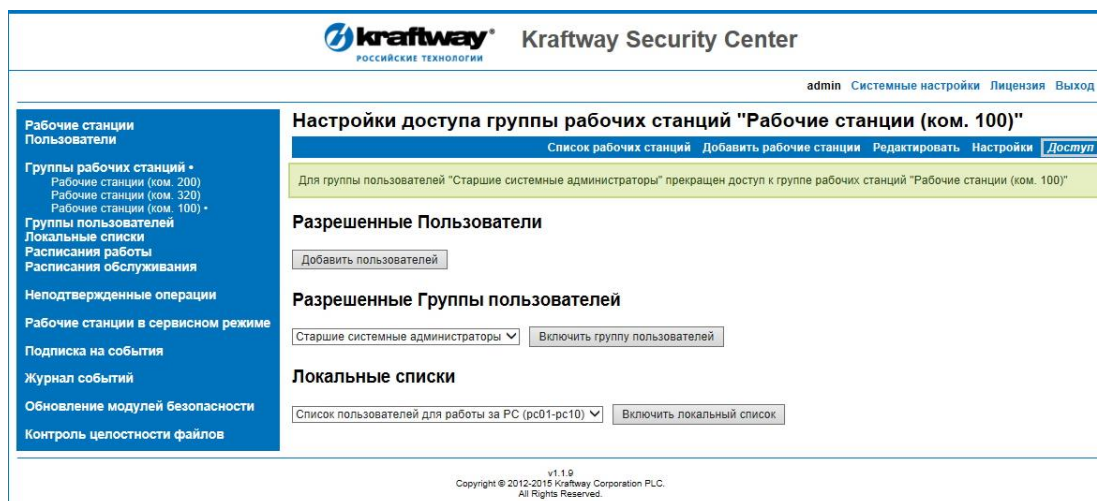 kraftway®
РОССИЙСКИЕ ТЕХНОЛОГИИ
Kraftway Security Center
admin Системные настройки Лицензия Выход
Рабочие станции
Пользователи
Группы рабочих станций •
Рабочие станции (ком. 200)
Рабочие станции (ком. 320)
Рабочие станции (ком. 100) •
Группы пользователей
Локальные списки
Расписания работы
Расписания обслуживания
Неподтвержденные операции
Рабочие станции в сервисном режиме
Подписка на события
Журнал событий
Обновление модулей безопасности
Контроль целостности файлов
Настройки доступа группы рабочих станций "Рабочие станции (ком. 100)"
Список рабочих станций Добавить рабочие станции Редактировать Настройки Доступ
Для группы пользователей "Старшие системные администраторы" прекращен доступ к группе рабочих станций "Рабочие станции (ком. 100)"
Разрешенные Пользователи
Добавить пользователей
Разрешенные Группы пользователей
Старшие системные администраторы Включить группу пользователей
Локальные списки
Список пользователей для работы за PC (pc01-pc10) Включить локальный список
v1.1.9
Copyright © 2012-2015 Kraftway Corporation PLC.
All Rights Reserved.